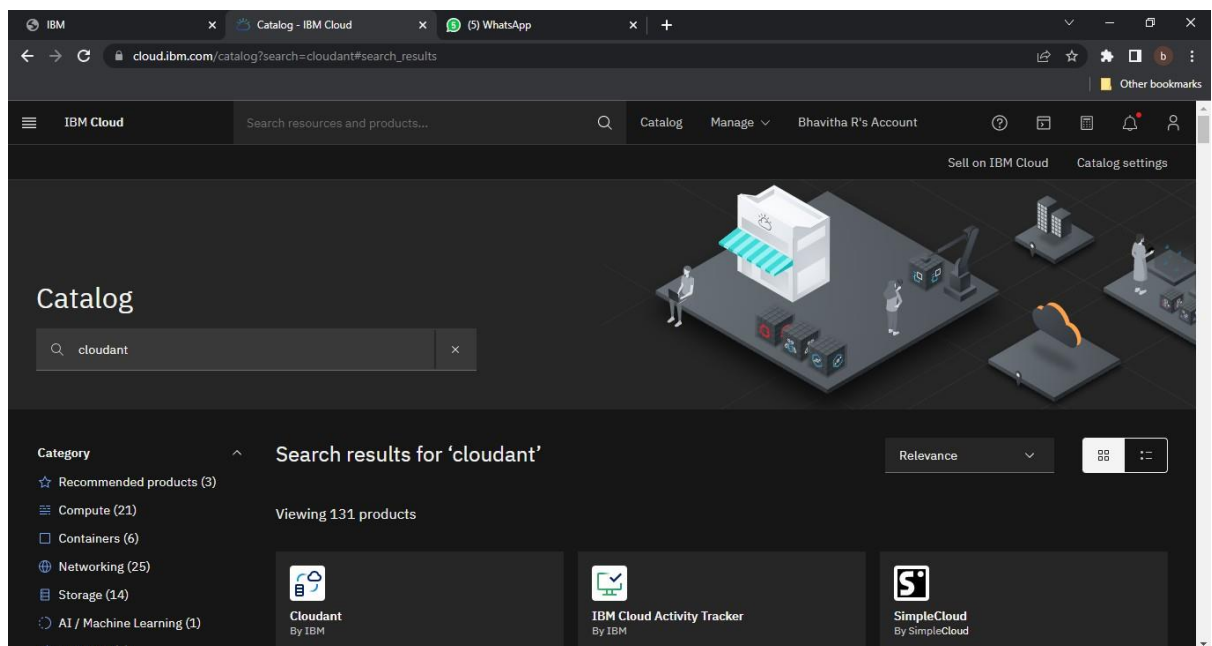 IBM
Catalog - IBM Cloud
(5) WhatsApp
cloud.ibm.com/catalog?search=cloudant#search_results
b
Other bookmarks
IBM Cloud
Search resources and products...
Catalog
Manage
Bhavitha R's Account
Sell on IBM Cloud
Catalog settings
Catalog
cloudant
Category
Search results for ‘cloudant’
Relevance
Recommended products (3)
Compute (21)
Viewing 131 products
Containers (6)
Networking (25)
Storage (14)
AI / Machine Learning (1)
Cloudant
By IBM
IBM Cloud Activity Tracker
By IBM
SimpleCloud
By SimpleCloud